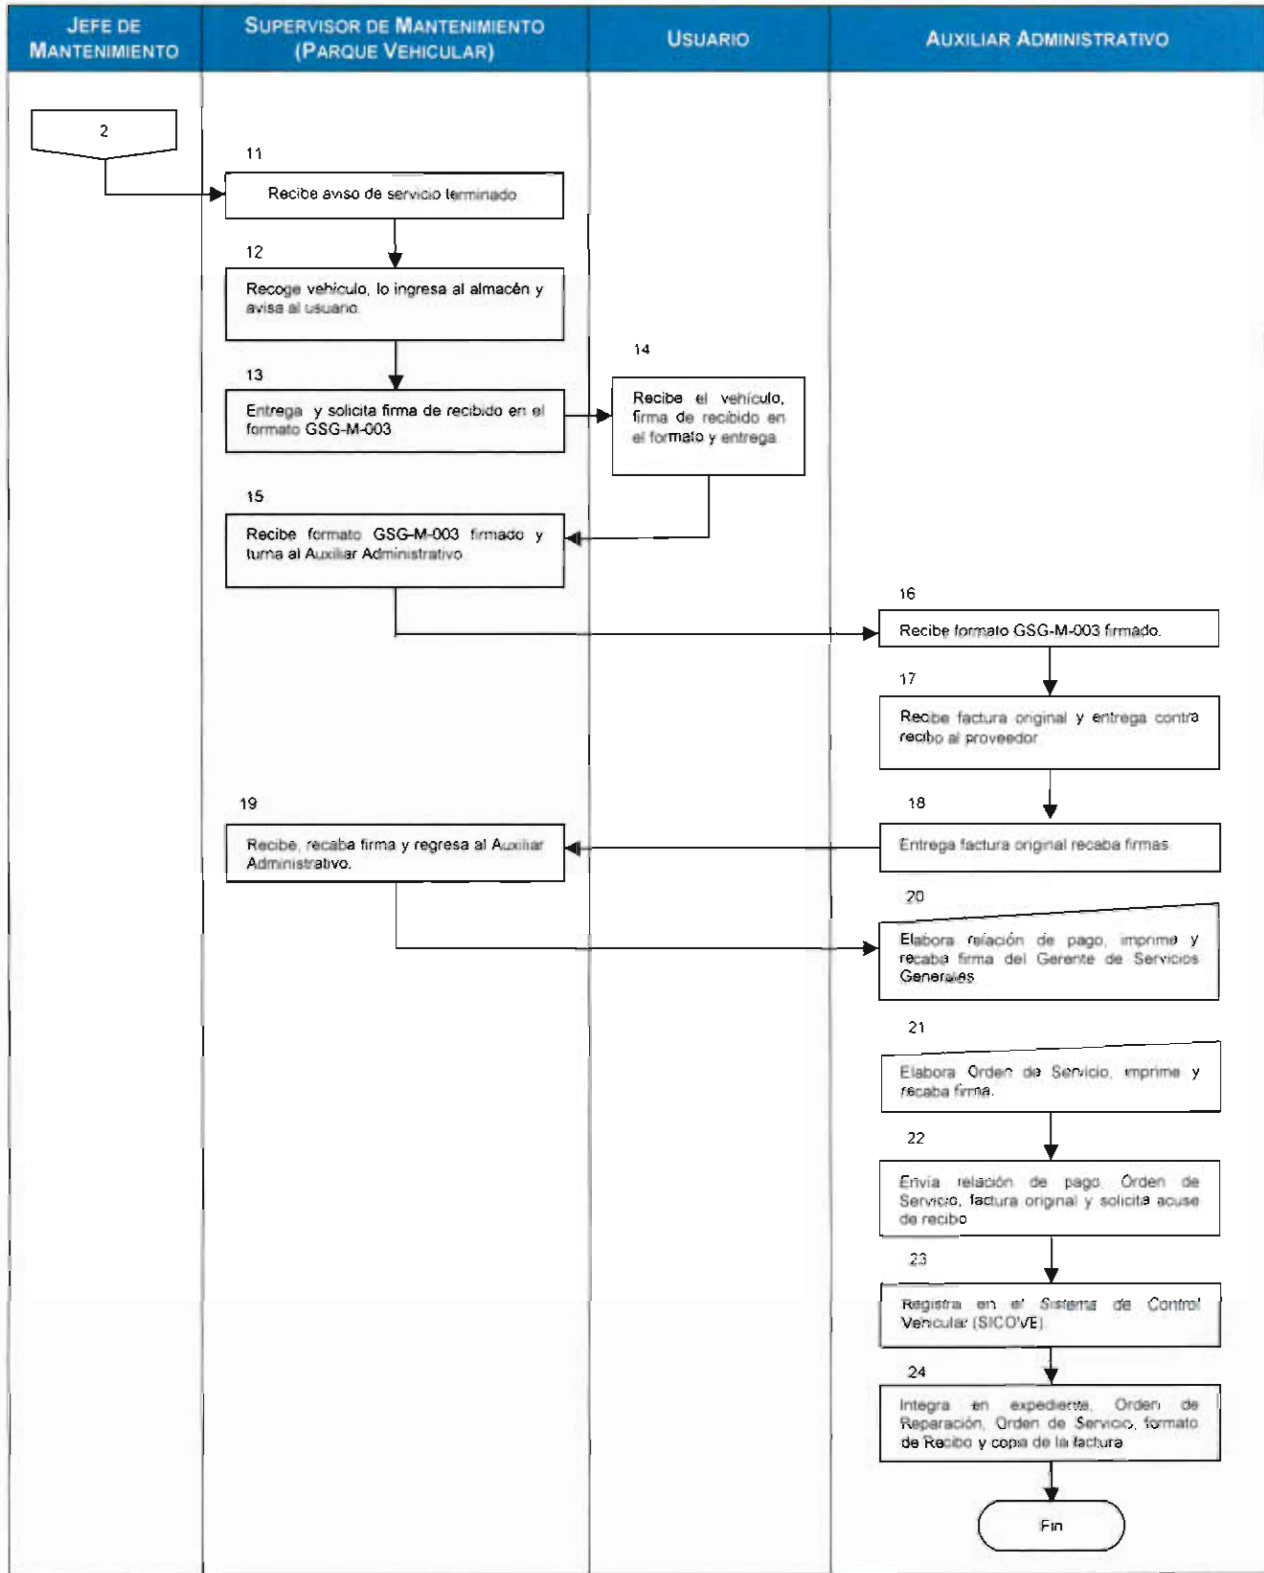 JEFE DE
MANTENIMIENTO
SUPERVISOR DE MANTENIMIENTO
(PARQUE VEHICULAR)
USUARIO
AUXILIAR ADMINISTRATIVO
2
11
Recibe aviso de servicio terminado
12
Recoge vehículo, lo ingresa al almacén y
avisa al usuario.
13
Entrega y solicita firma de recibido en el
formato GSG-M-003
14
Recibe el vehículo,
firma de recibido en
el formato y entrega.
15
Recibe formato GSG-M-003 firmado y
turna al Auxiliar Administrativo
16
Recibe formato GSG-M-003 firmado.
17
Recibe factura original y entrega contra
recibo al proveedor
18
Entrega factura original recaba firmas
19
Recibe, recaba firma y regresa al Auxiliar
Administrativo.
20
Elabora relación de pago, imprime y
recaba firma del Gerente de Servicios
Generales
21
Elabora Orden de Servicio, imprime y
recaba firma.
22
Envía relación de pago, Orden de
Servicio, factura original y solicita acuse
de recibo
23
Registra en el Sistema de Control
Vehicular (SICOVE)
24
Integra en expediente, Orden de
Reparación, Orden de Servicio, formato
de Recibo y copia de la factura
Fin